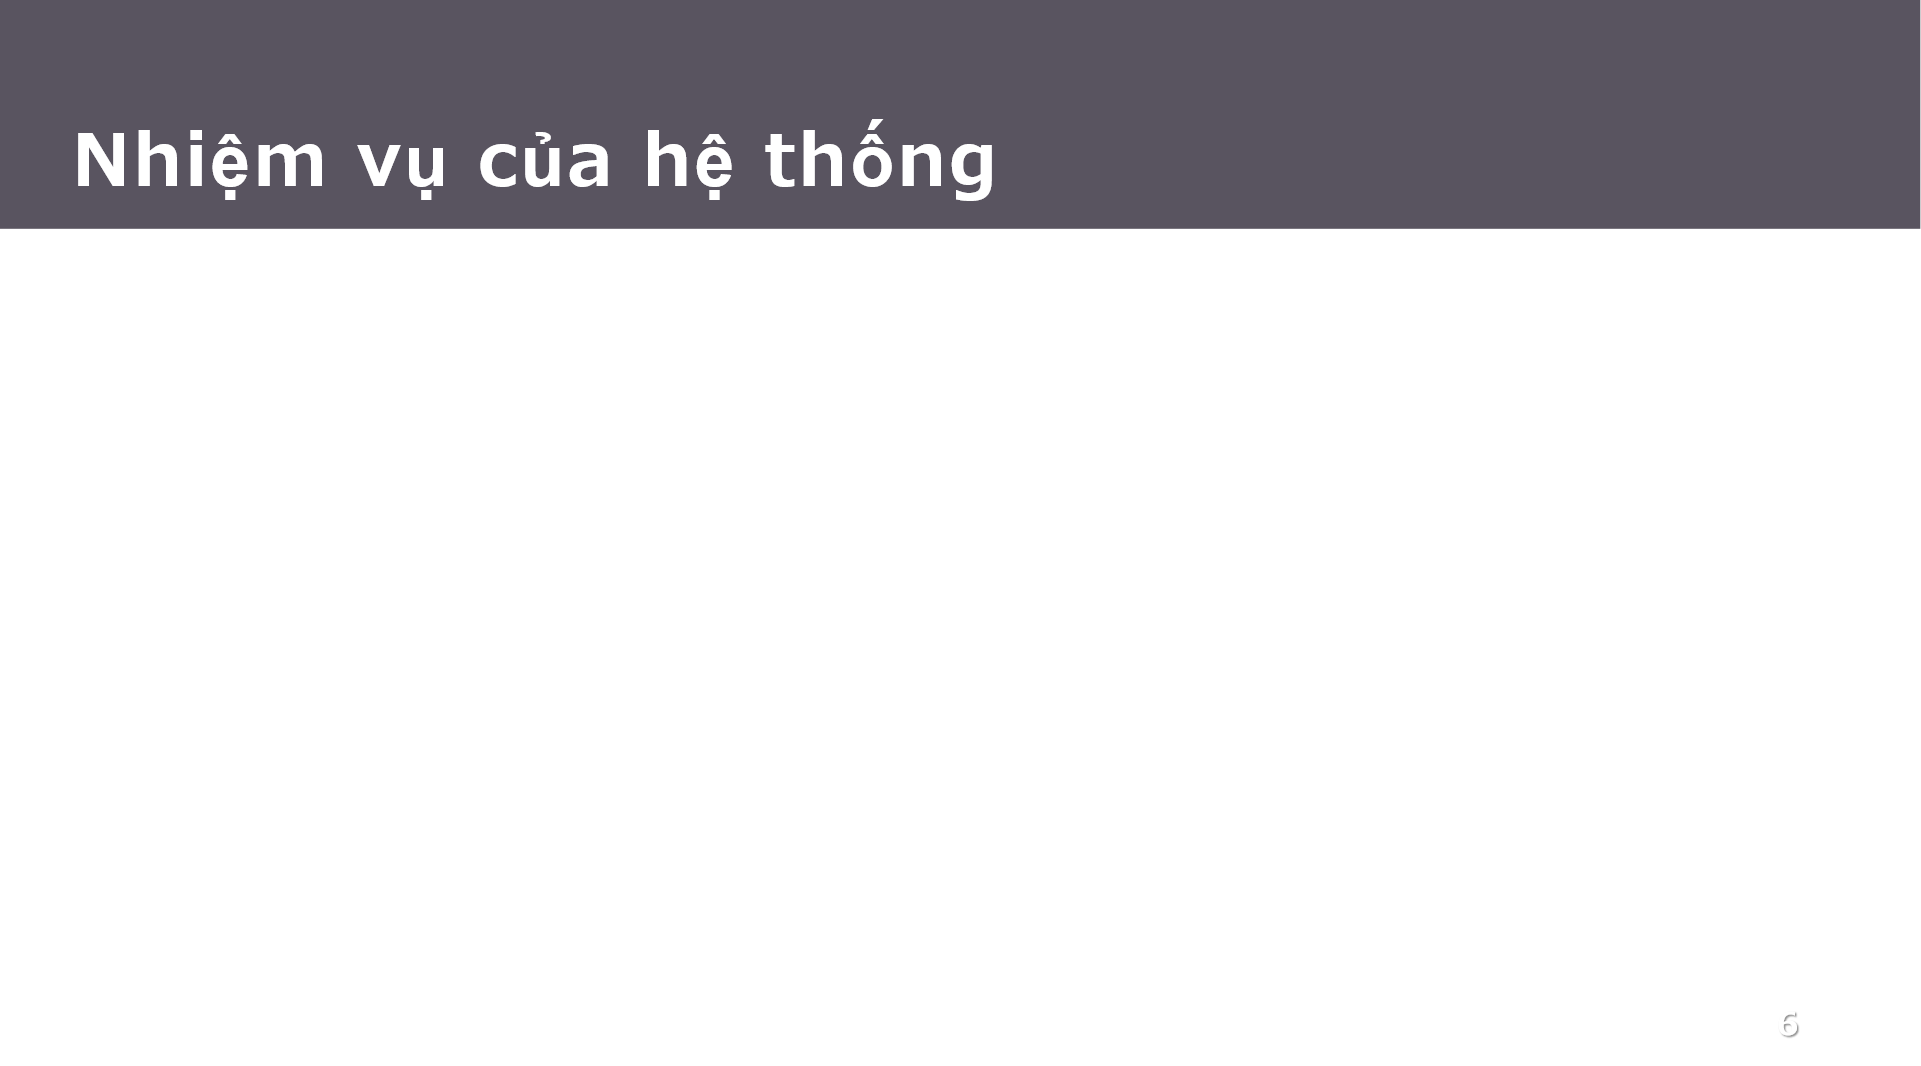 Nhiệm vụ của hệ thống
6